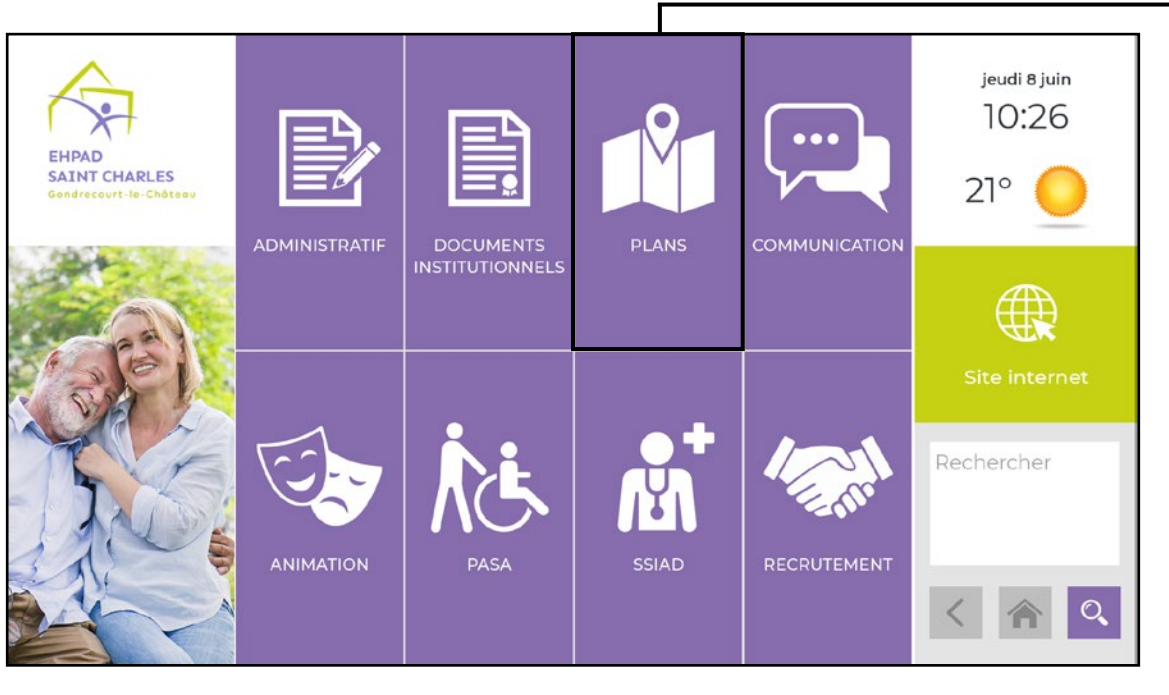 EHPAD
SAINT CHARLES
Gondrecourt-le-Château
ADMINISTRATIF
DOCUMENTS
INSTITUTIONNELS
PLANS
COMMUNICATION
ANIMATION
PASA
SSIAD
RECRUTEMENT
jeudi 8 juin
10:26
21°
Site internet
Rechercher